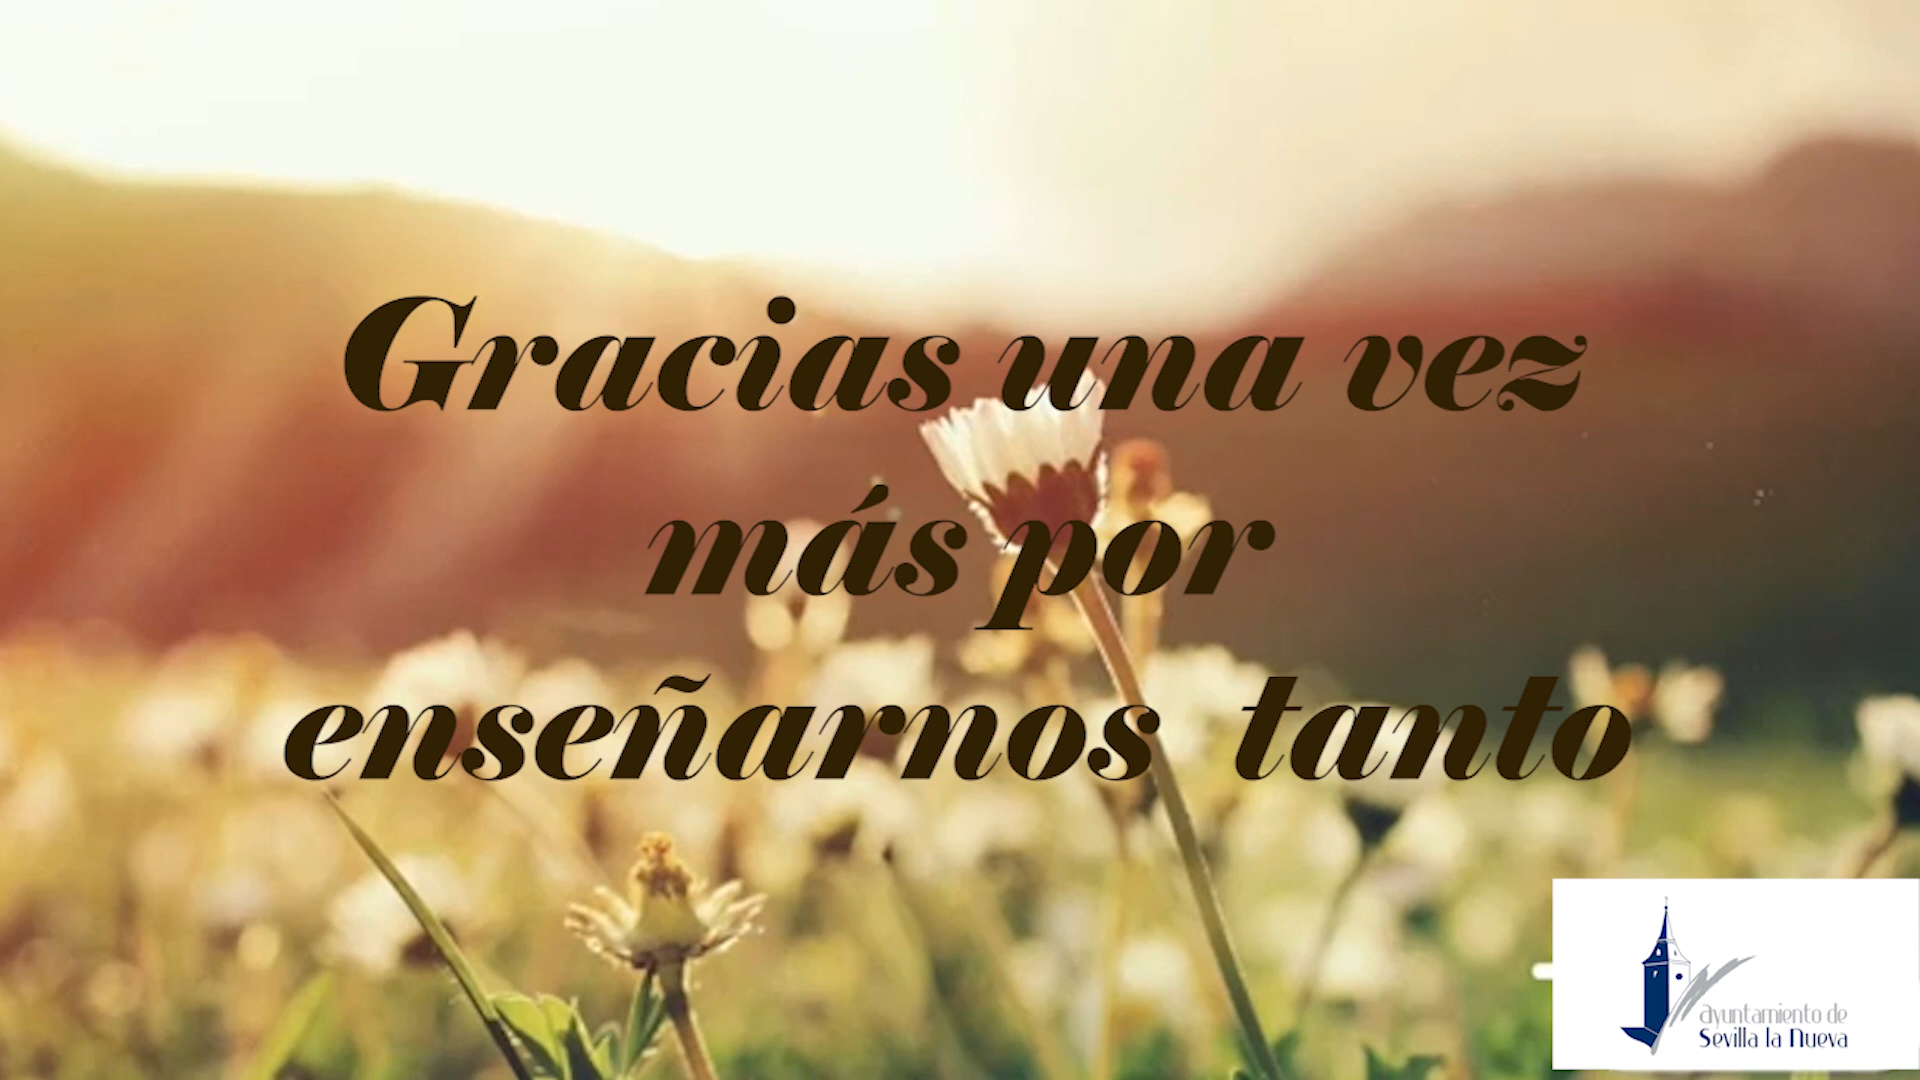 Gracias una vez
más por
enseñarnos tanto
ayuntamiento de
Sevilla la Nueva